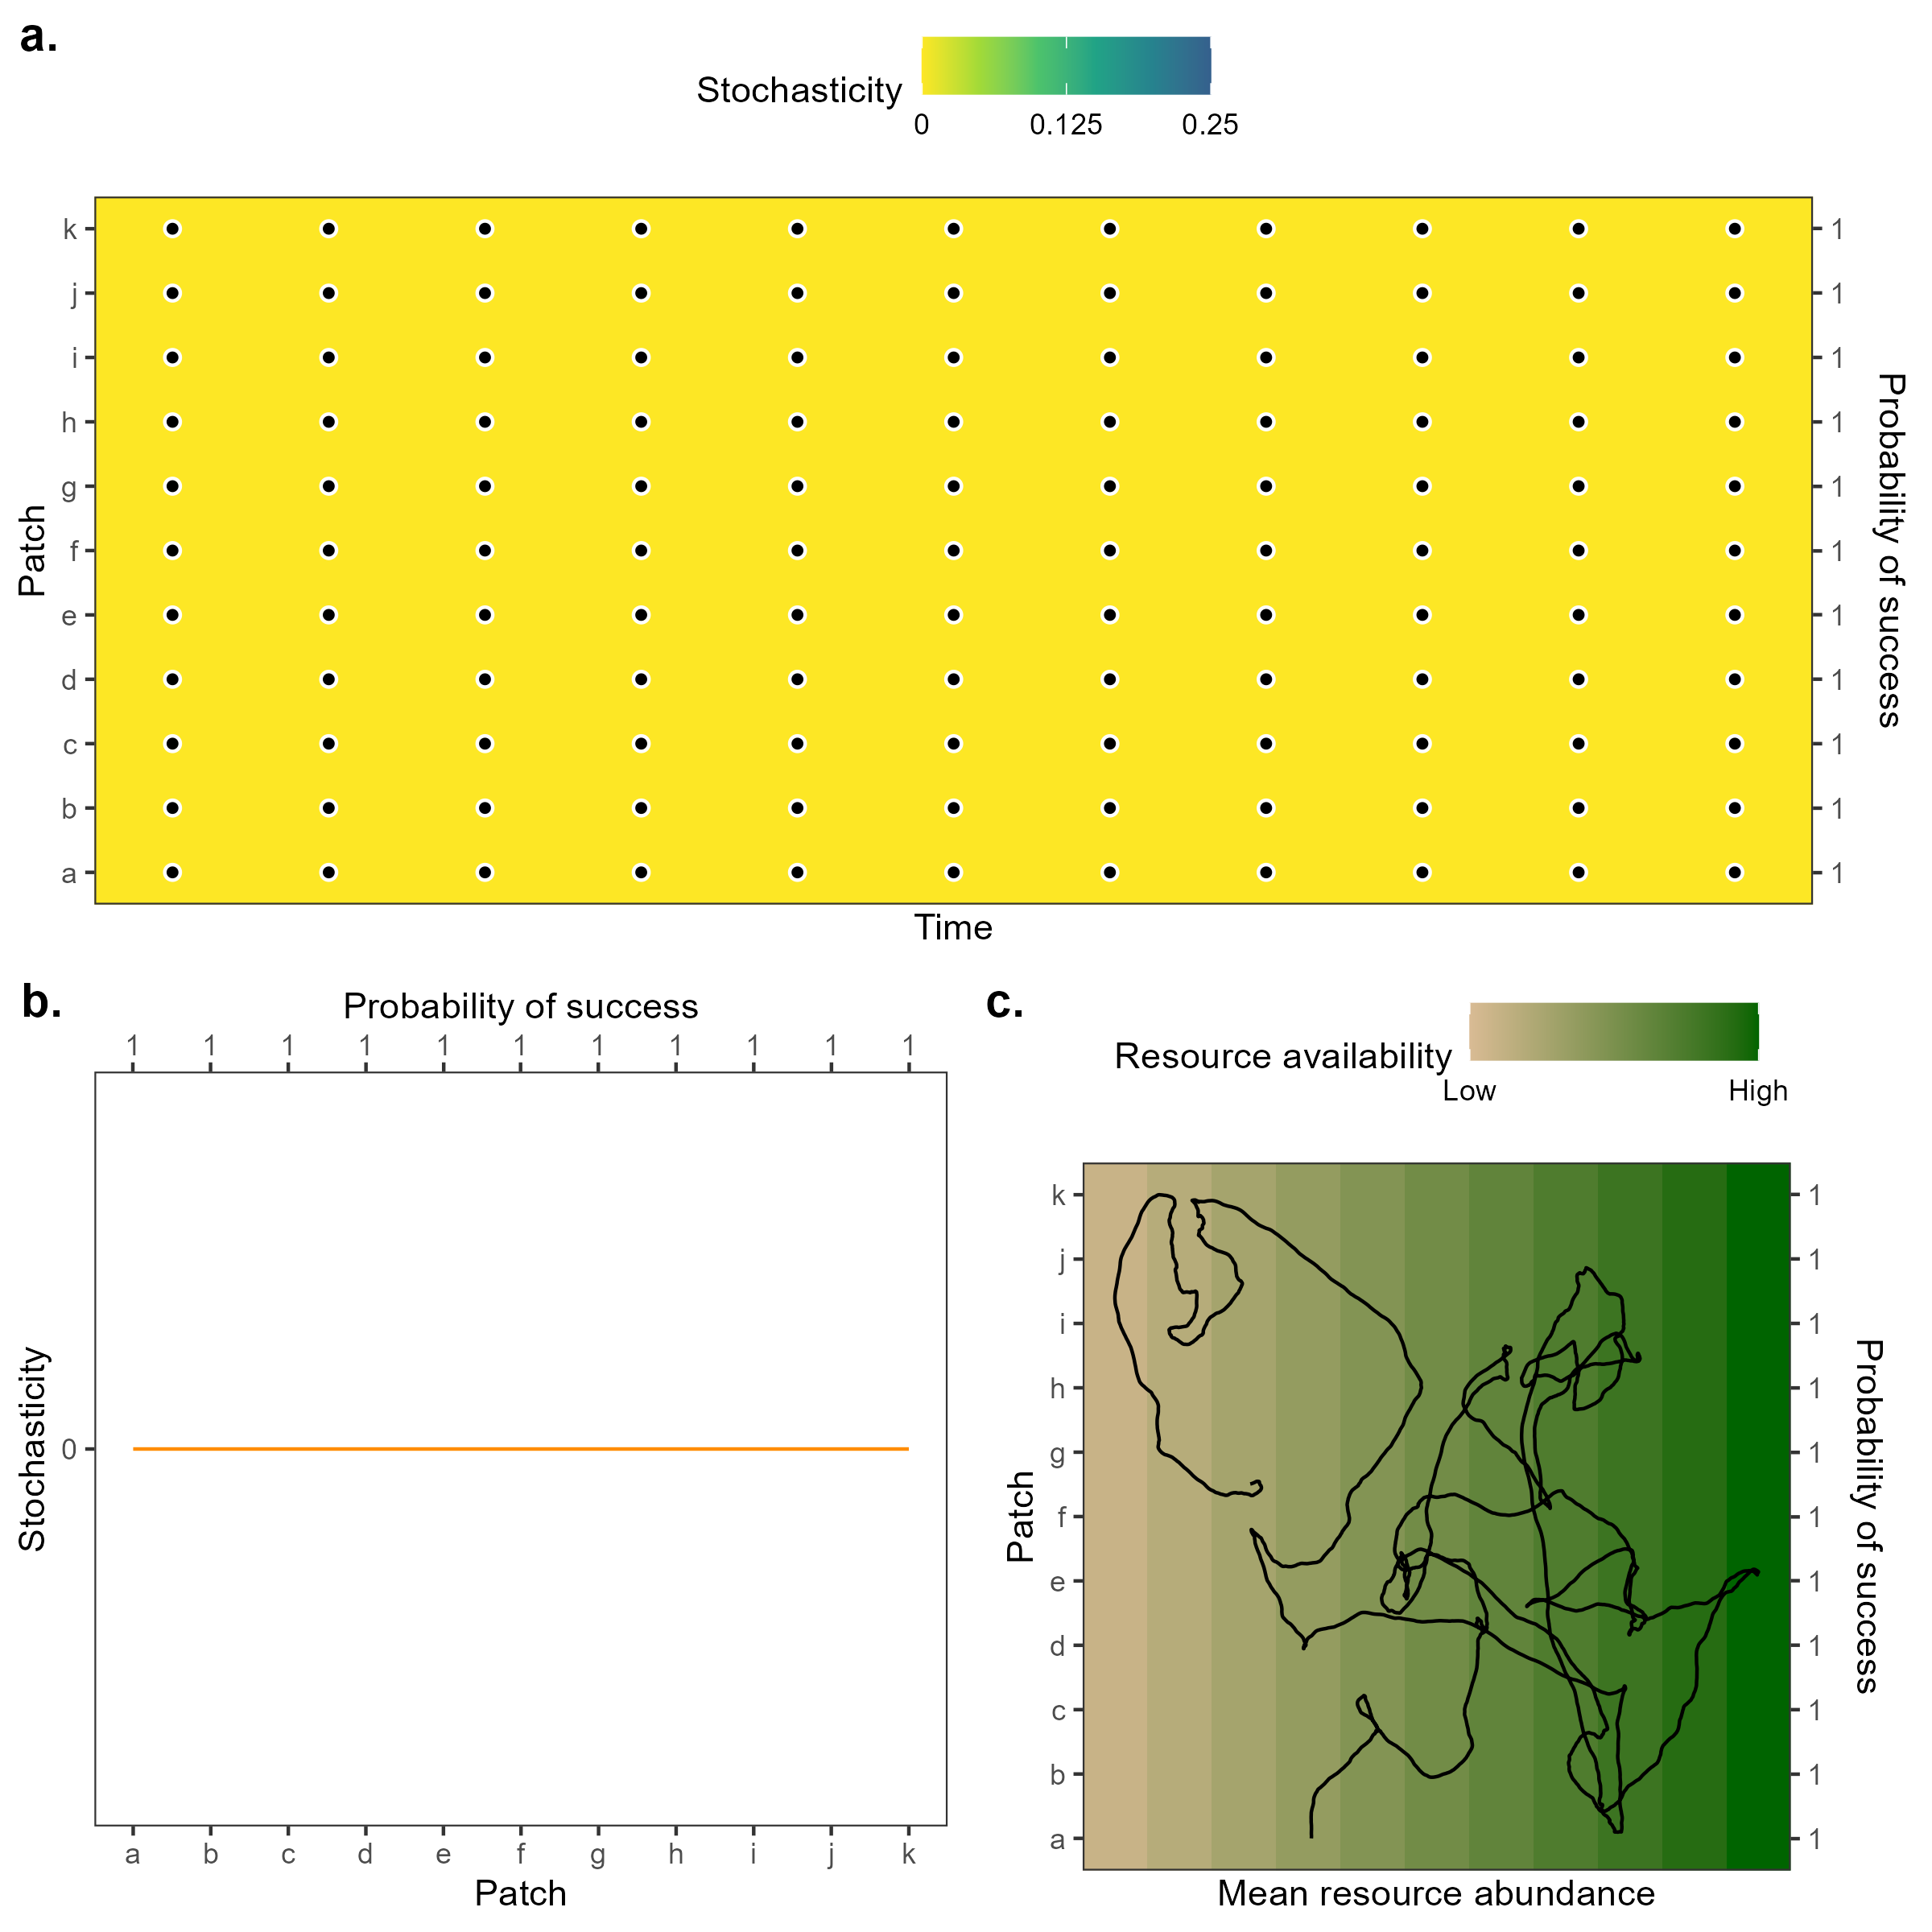 a.
Stochasticity
0 0.125 0.25
k 1
j 1
i 1
h 1
g 1
f 1
e 1
d 1
c 1
b 1
a 1
Patch
Probability of success
Time
b.
Probability of success
1 1 1 1 1 1 1 1 1 1 1
Stochasticity
0
a b c d e f g h i j k
Patch
c.
Resource availability
Low High
k 1
j 1
i 1
h 1
g 1
f 1
e 1
d 1
c 1
b 1
a 1
Patch
Probability of success
Mean resource abundance